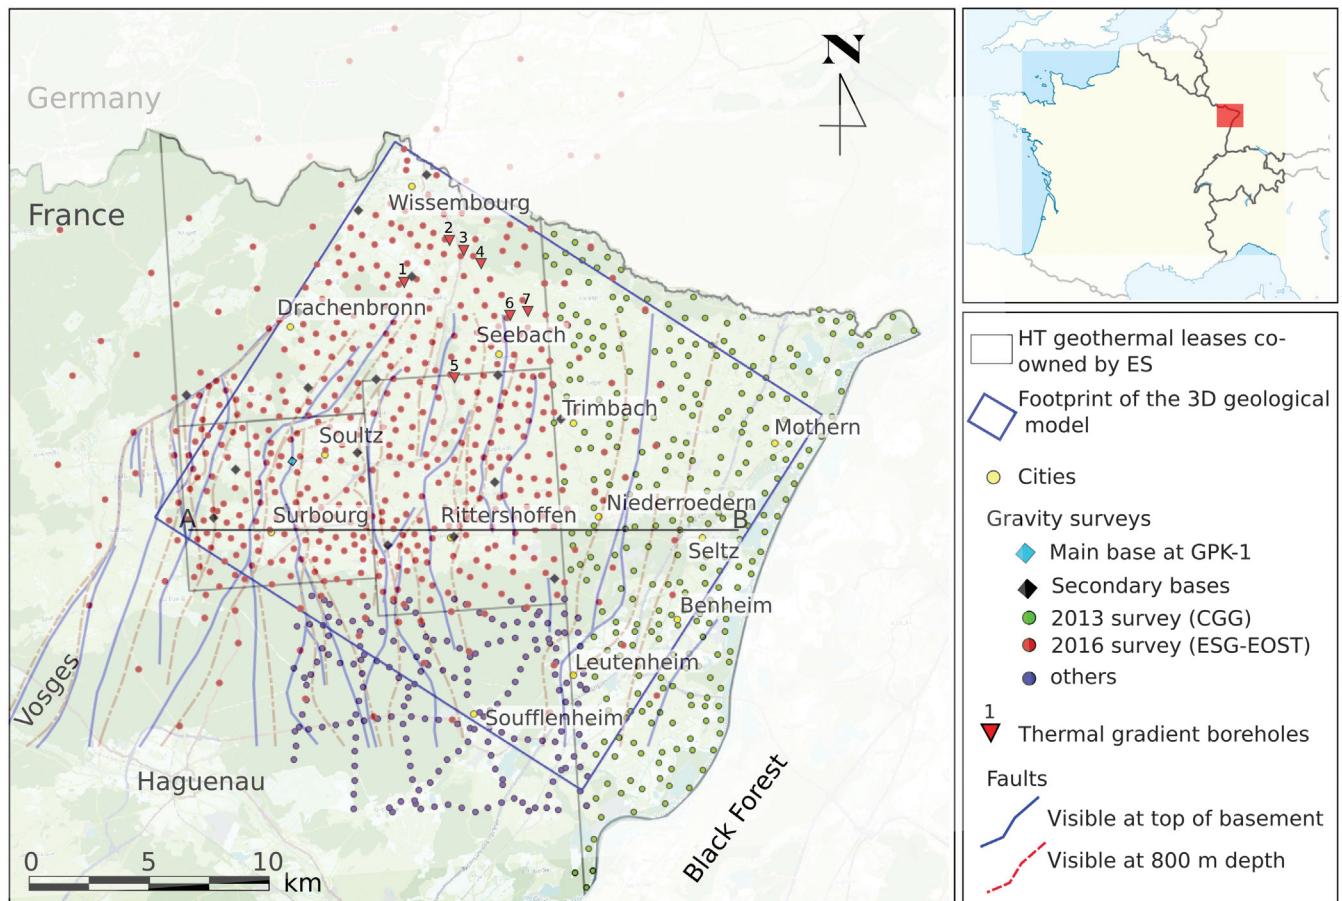 Germany
N
France
Wissembourg
2
3
4
1
Drachenbronn
6
7
Seebach
5
Trimbach
Mothern
Soultz
Niederroedern
A
Surbourg
Rittershoffen
B
Seltz
Benheim
Leutenheim
Vosges
Soufflenheim
Haguenau
Black Forest
0 5 10
km
HT geothermal leases co-
owned by ES
Footprint of the 3D geological
model
Cities
Gravity surveys
Main base at GPK-1
Secondary bases
2013 survey (CGG)
2016 survey (ESG-EOST)
others
1
Thermal gradient boreholes
Faults
Visible at top of basement
Visible at 800 m depth